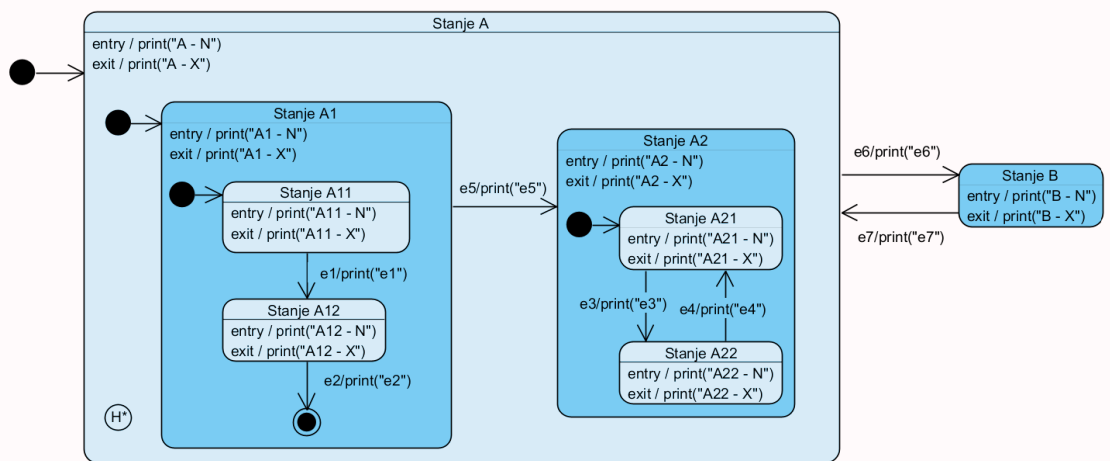 Stanje A
entry / print("A - N")
exit / print("A - X")
Stanje A1
entry / print("A1 - N")
exit / print("A1 - X")
Stanje A11
entry / print("A11 - N")
exit / print("A11 - X")
e1/print("e1")
Stanje A12
entry / print("A12 - N")
exit / print("A12 - X")
e2/print("e2")
H*
e5/print("e5")
Stanje A2
entry / print("A2 - N")
exit / print("A2 - X")
Stanje A21
entry / print("A21 - N")
exit / print("A21 - X")
e3/print("e3")
e4/print("e4")
Stanje A22
entry / print("A22 - N")
exit / print("A22 - X")
e6/print("e6")
Stanje B
entry / print("B - N")
exit / print("B - X")
e7/print("e7")